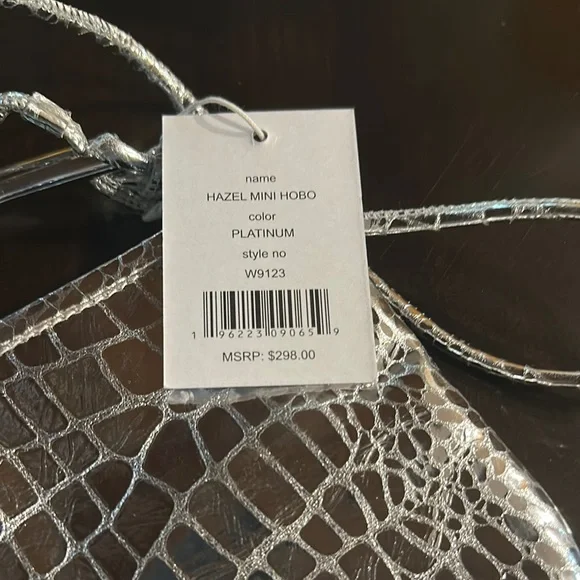 name
HAZEL MINI HOBO
color
PLATINUM
style no
W9123
1 96223 09065 9
MSRP: $298.00